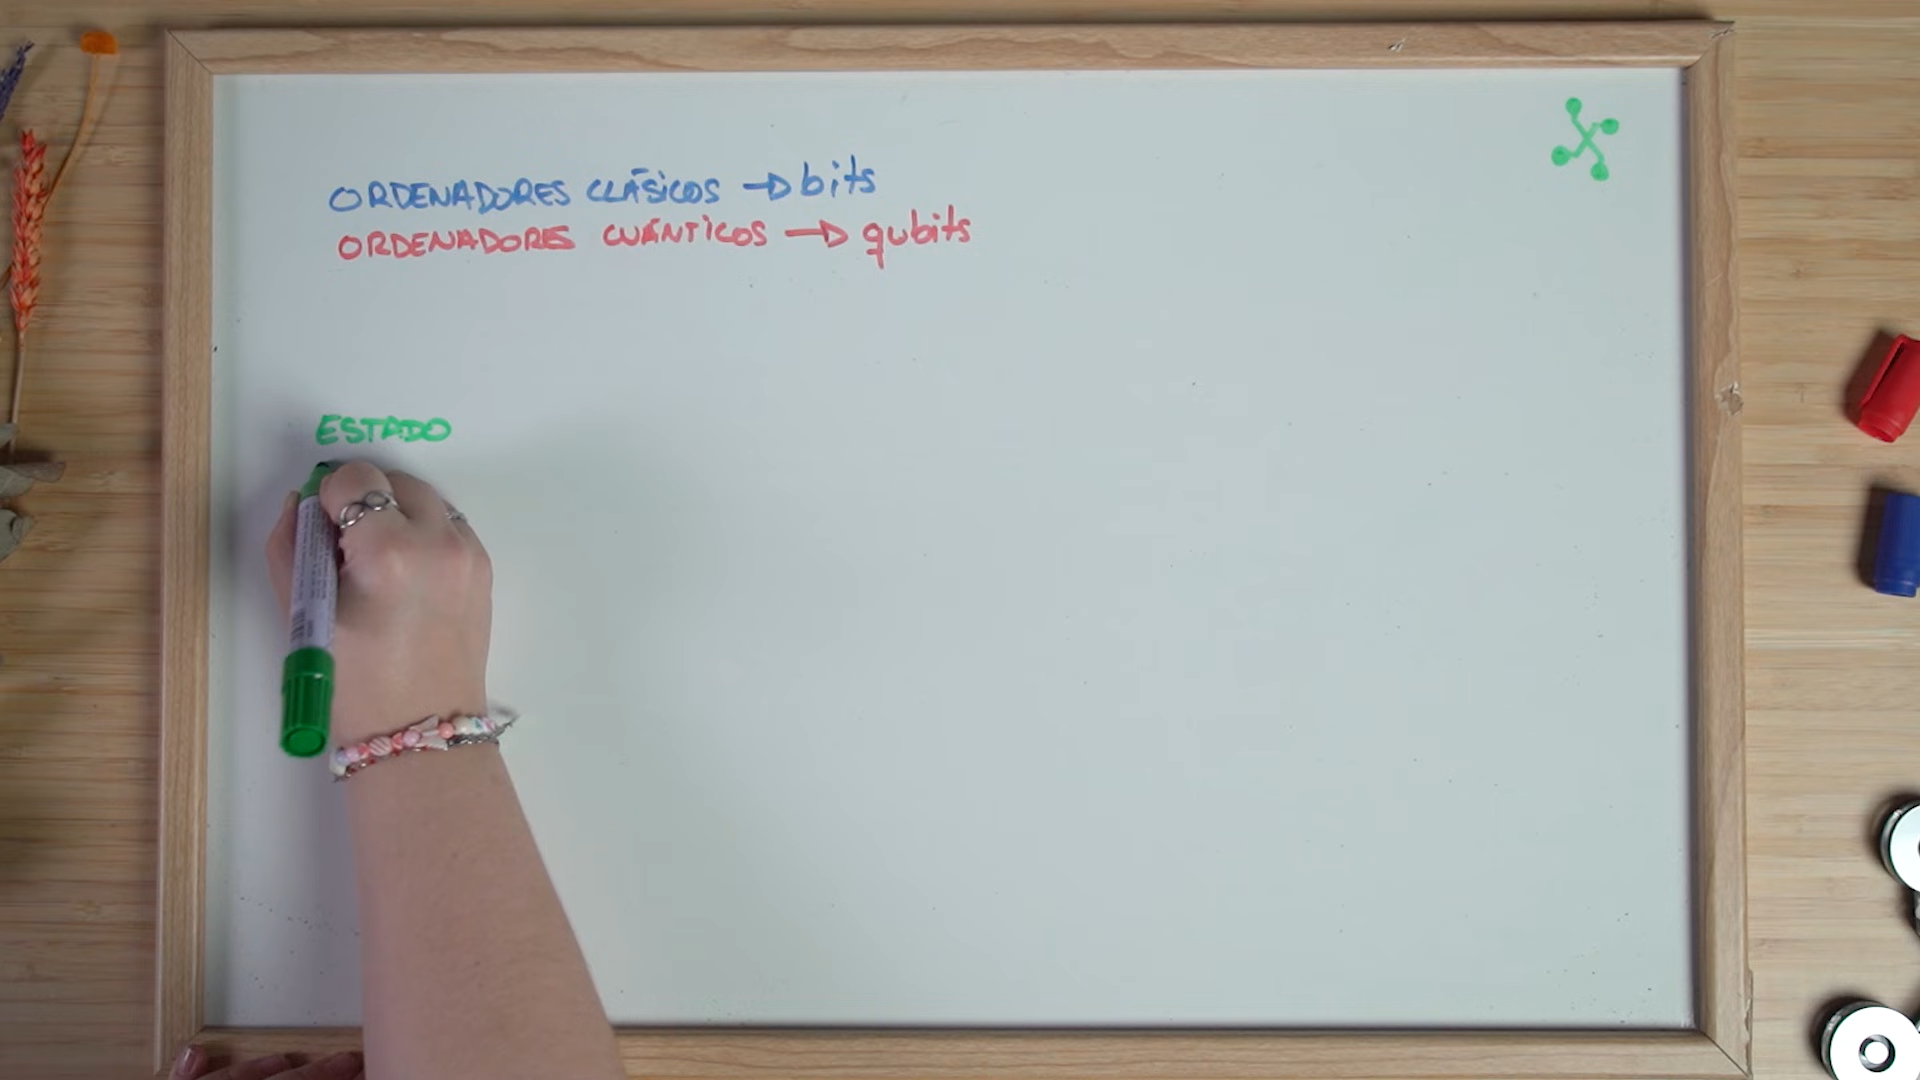 ORDENADORES CLÁSICOS → bits
ORDENADORES CUÁNTICOS → qubits
ESTADO